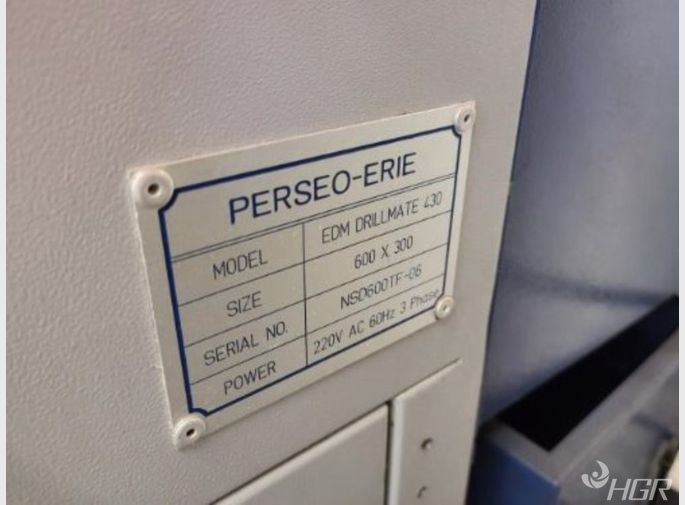 PERSEO-ERIE
MODEL EDM DRILLMATE 430
SIZE 600 X 300
SERIAL NO. NSD600TF-06
POWER 220V AC 60Hz 3 Phase
HGR